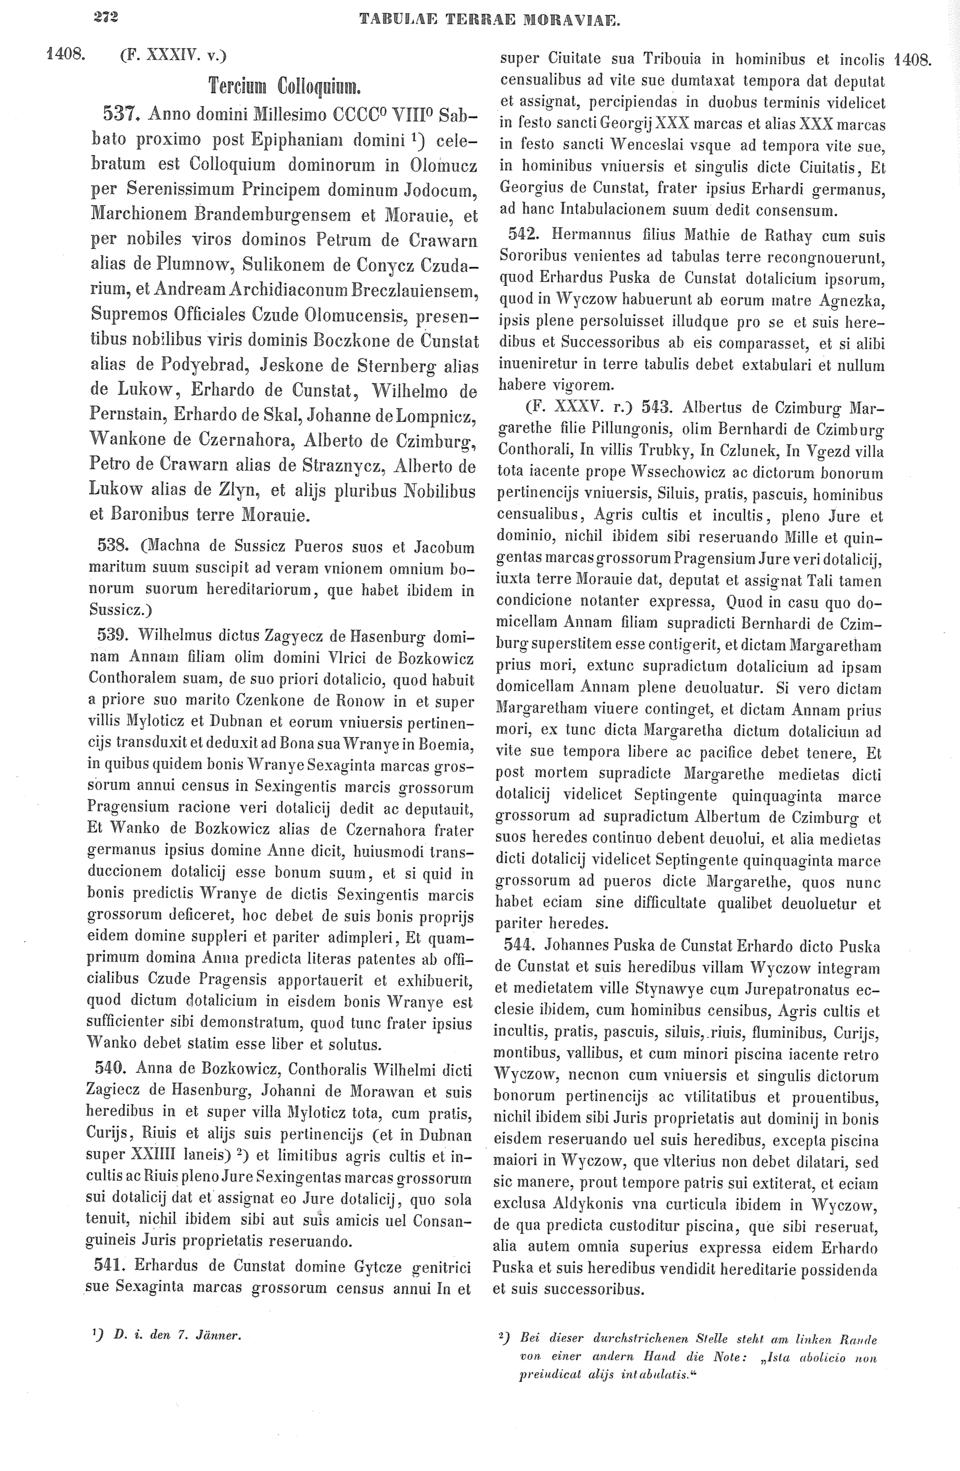 272
TABULAE TERRAE MORAVIAE.
1408.
(F. XXXIV. v.)
Tercium Colloquium.
537. Anno domini Millesimo CCCC⁰ VIII⁰ Sab-
bato proximo post Epiphaniam domini ¹) cele-
bratum est Colloquium dominorum in Olomucz
per Serenissimum Principem dominum Jodocum,
Marchionem Brandemburgensem et Morauie, et
per nobiles viros dominos Petrum de Crawarn
alias de Plumnow, Sulikonem de Conycz Czuda-
rium, et Andream Archidiaconum Breczlauiensem,
Supremos Officiales Czude Olomucensis, presen-
tibus nobilibus viris dominis Boczkone de Cunstat
alias de Podyebrad, Jeskone de Sternberg alias
de Lukow, Erhardo de Cunstat, Wilhelmo de
Pernstain, Erhardo de Skal, Johanne de Lompnicz,
Wankone de Czernahora, Alberto de Czimburg,
Petro de Crawarn alias de Straznycz, Alberto de
Lukow alias de Zlyn, et alijs pluribus Nobilibus
et Baronibus terre Morauie.
538. (Machna de Sussicz Pueros suos et Jacobum
maritum suum suscipit ad veram vnionem omnium bo-
norum suorum hereditariorum, que habet ibidem in
Sussicz.)
539. Wilhelmus dictus Zagyecz de Hasenburg domi-
nam Annam filiam olim domini Vlrici de Bozkowicz
Conthoralem suam, de suo priori dotalicio, quod habuit
a priore suo marito Czenkone de Ronow in et super
villis Myloticz et Dubnan et eorum vniuersis pertinen-
cijs transduxit et deduxit ad Bona sua Wranye in Boemia,
in quibus quidem bonis Wranye Sexaginta marcas gros-
sorum annui census in Sexingentis marcis grossorum
Pragensium racione veri dotalicij dedit ac deputauit,
Et Wanko de Bozkowicz alias de Czernahora frater
germanus ipsius domine Anne dicit, huiusmodi trans-
duccionem dotalicij esse bonum suum, et si quid in
bonis predictis Wranye de dictis Sexingentis marcis
grossorum deficeret, hoc debet de suis bonis proprijs
eidem domine suppleri et pariter adimpleri, Et quam-
primum domina Anna predicta literas patentes ab offi-
cialibus Czude Pragensis apportauerit et exhibuerit,
quod dictum dotalicium in eisdem bonis Wranye est
sufficienter sibi demonstratum, quod tunc frater ipsius
Wanko debet statim esse liber et solutus.
540. Anna de Bozkowicz, Conthoralis Wilhelmi dicti
Zagiecz de Hasenburg, Johanni de Morawan et suis
heredibus in et super villa Myloticz tota, cum pratis,
Curijs, Riuis et alijs suis pertinencijs (et in Dubnan
super XXIIII laneis) ²) et limitibus agris cultis et in-
cultis ac Riuis pleno Jure Sexingentas marcas grossorum
sui dotalicij dat et assignat eo Jure dotalicij, quo sola
tenuit, nichil ibidem sibi aut suis amicis uel Consan-
guineis Juris proprietatis reseruando.
541. Erhardus de Cunstat domine Gytcze genitrici
sue Sexaginta marcas grossorum census annui In et
¹) D. i. den 7. Jänner.
super Ciuitate sua Tribouia in hominibus et incolis 1408.
censualibus ad vite sue dumtaxat tempora dat deputat
et assignat, percipiendas in duobus terminis videlicet
in festo sancti Georgij XXX marcas et alias XXX marcas
in festo sancti Wenceslai vsque ad tempora vite sue,
in hominibus vniuersis et singulis dicte Ciuitatis, Et
Georgius de Cunstat, frater ipsius Erhardi germanus,
ad hanc Intabulacionem suum dedit consensum.
542. Hermannus filius Mathie de Rathay cum suis
Sororibus venientes ad tabulas terre recongnouerunt,
quod Erhardus Puska de Cunstat dotalicium ipsorum,
quod in Wyczow habuerunt ab eorum matre Agnezka,
ipsis plene persoluisset illudque pro se et suis here-
dibus et Successoribus ab eis comparasset, et si alibi
inueniretur in terre tabulis debet extabulari et nullum
habere vigorem.
(F. XXXV. r.) 543. Albertus de Czimburg Mar-
garethe filie Pillungonis, olim Bernhardi de Czimburg
Conthorali, In villis Trubky, In Czlunek, In Vgezd villa
tota iacente prope Wssechowicz ac dictorum bonorum
pertinencijs vniuersis, Siluis, pratis, pascuis, hominibus
censualibus, Agris cultis et incultis, pleno Jure et
dominio, nichil ibidem sibi reseruando Mille et quin-
gentas marcas grossorum Pragensium Jure veri dotalicij,
iuxta terre Morauie dat, deputat et assignat Tali tamen
condicione notanter expressa, Quod in casu quo do-
micellam Annam filiam supradicti Bernhardi de Czim-
burg superstitem esse contigerit, et dictam Margaretham
prius mori, extunc supradictum dotalicium ad ipsam
domicellam Annam plene deuoluatur. Si vero dictam
Margaretham viuere continget, et dictam Annam prius
mori, ex tunc dicta Margaretha dictum dotalicium ad
vite sue tempora libere ac pacifice debet tenere, Et
post mortem supradicte Margarethe medietas dicti
dotalicij videlicet Septingente quinquaginta marce
grossorum ad supradictum Albertum de Czimburg et
suos heredes continuo debent deuolui, et alia medietas
dicti dotalicij videlicet Septingente quinquaginta marce
grossorum ad pueros dicte Margarethe, quos nunc
habet eciam sine difficultate qualibet deuoluetur et
pariter heredes.
544. Johannes Puska de Cunstat Erhardo dicto Puska
de Cunstat et suis heredibus villam Wyczow integram
et medietatem ville Stynawye cum Jurepatronatus ec-
clesie ibidem, cum hominibus censibus, Agris cultis et
incultis, pratis, pascuis, siluis, riuis, fluminibus, Curijs,
montibus, vallibus, et cum minori piscina iacente retro
Wyczow, necnon cum vniuersis et singulis dictorum
bonorum pertinencijs ac vtilitatibus et prouentibus,
nichil ibidem sibi Juris proprietatis aut dominij in bonis
eisdem reseruando uel suis heredibus, excepta piscina
maiori in Wyczow, que vlterius non debet dilatari, sed
sic manere, prout tempore patris sui extiterat, et eciam
exclusa Aldykonis vna curticula ibidem in Wyczow,
de qua predicta custoditur piscina, que sibi reseruat,
alia autem omnia superius expressa eidem Erhardo
Puska et suis heredibus vendidit hereditarie possidenda
et suis successoribus.
²) Bei dieser durchstrichenen Stelle steht am linken Rande
von einer andern Hand die Note: „Ista abolicio non
preiudicat alijs intabulatis.“